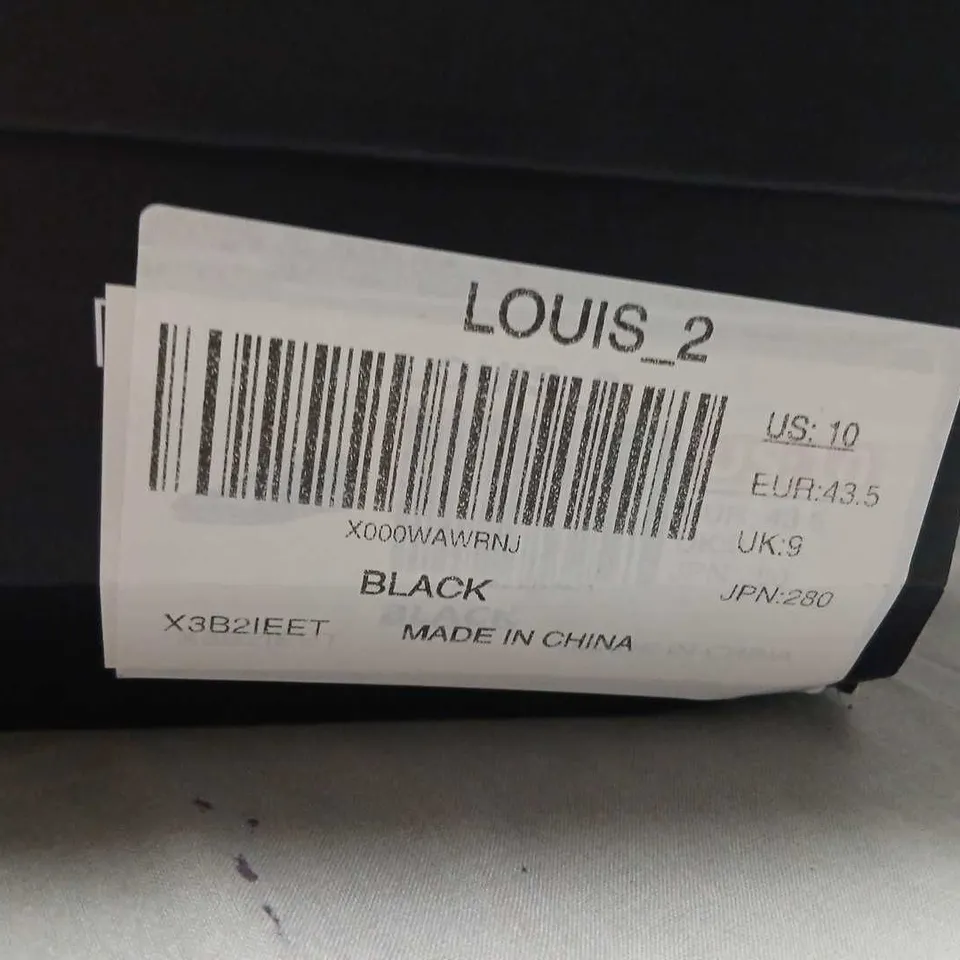 LOUIS_2
US: 10
EUR:43.5
UK:9
JPN:280
X000WAWRNJ
BLACK
X3B2IEET
MADE IN CHINA